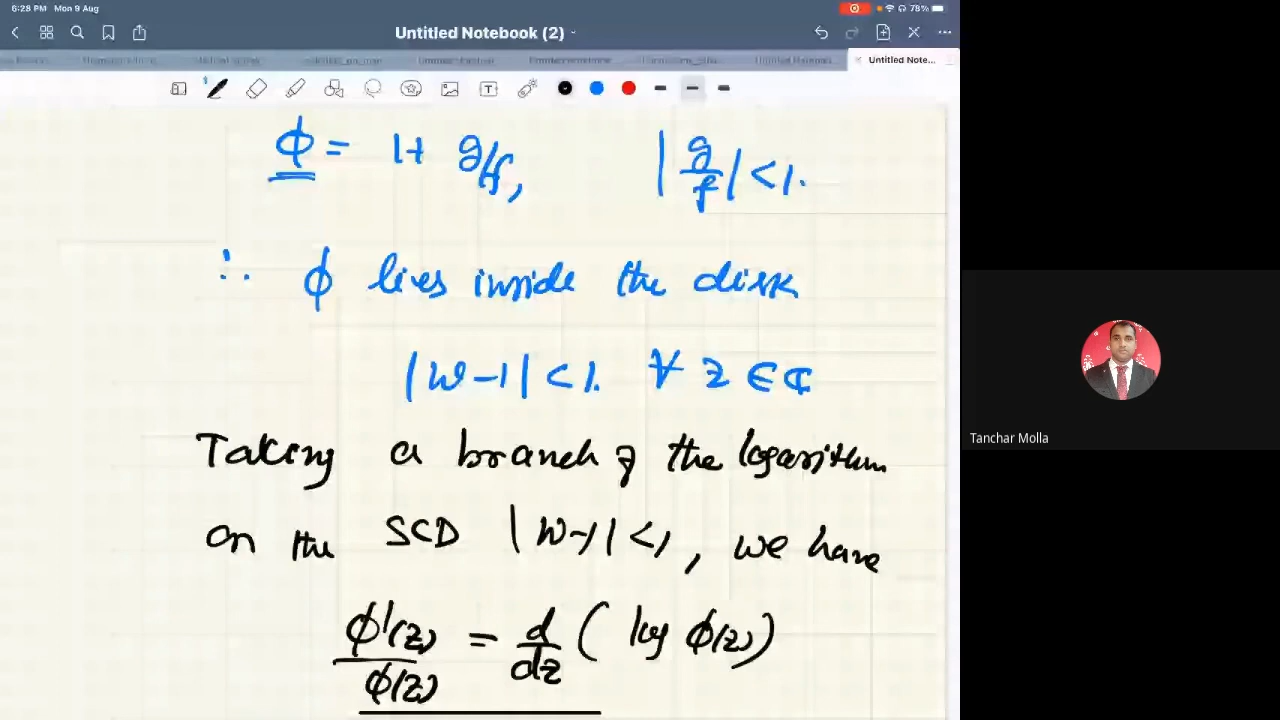 6:28 PM Mon 9 Aug
78%
Untitled Notebook (2)
Untitled Note...
T
ϕ = 1+ g/f, |g/f| < 1.
∴ ϕ lies inside the disk
|w-1| < 1. ∀ z ∈ ℂ
Taking a branch of the logarithm
on the SCD |w-1| < 1, we have
ϕ'(z)/ϕ(z) = d/dz (log ϕ(z))
Tanchar Molla